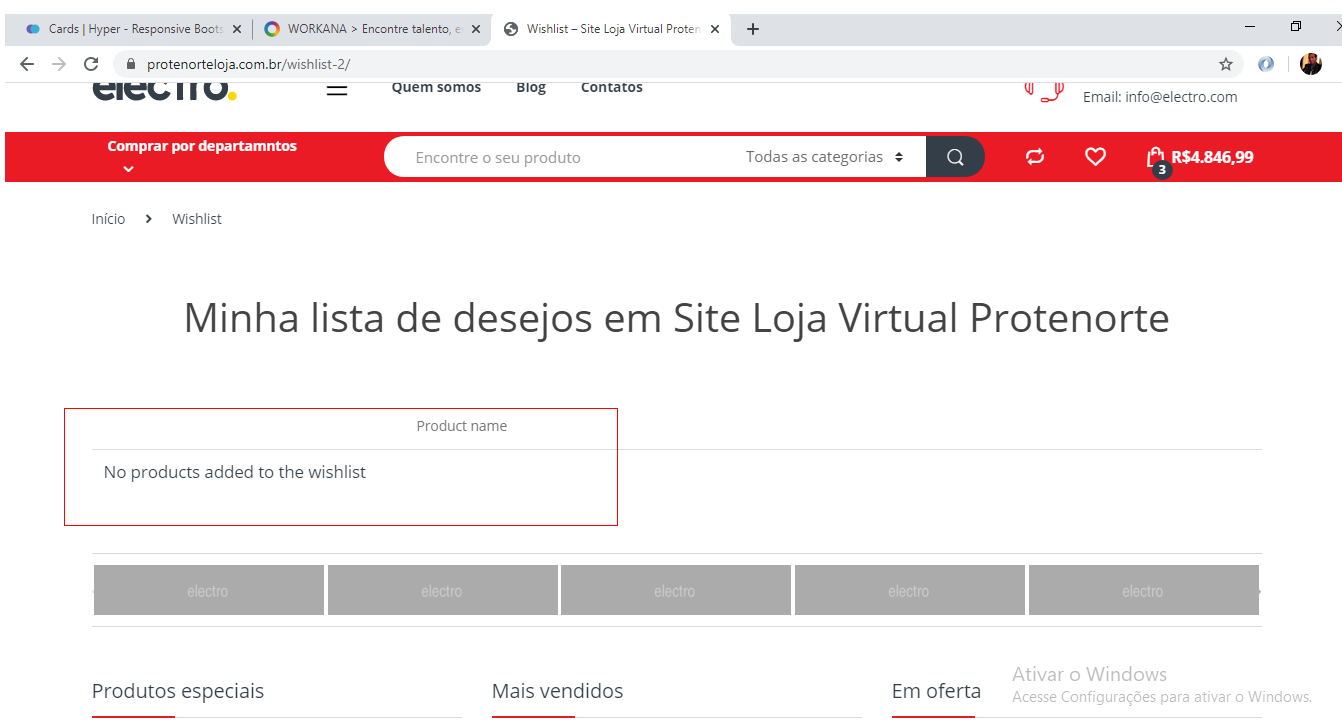 Cards | Hyper - Responsive Boots
WORKANA > Encontre talento, e
Wishlist – Site Loja Virtual Proten
protenorteloja.com.br/wishlist-2/
electro.
Quem somos
Blog
Contatos
Email: info@electro.com
Comprar por departamntos
Encontre o seu produto
Todas as categorias
3
R$4.846,99
Início
Wishlist
Minha lista de desejos em Site Loja Virtual Protenorte
Product name
No products added to the wishlist
electro
electro
electro
electro
electro
Produtos especiais
Mais vendidos
Em oferta
Ativar o Windows
Acesse Configurações para ativar o Windows.